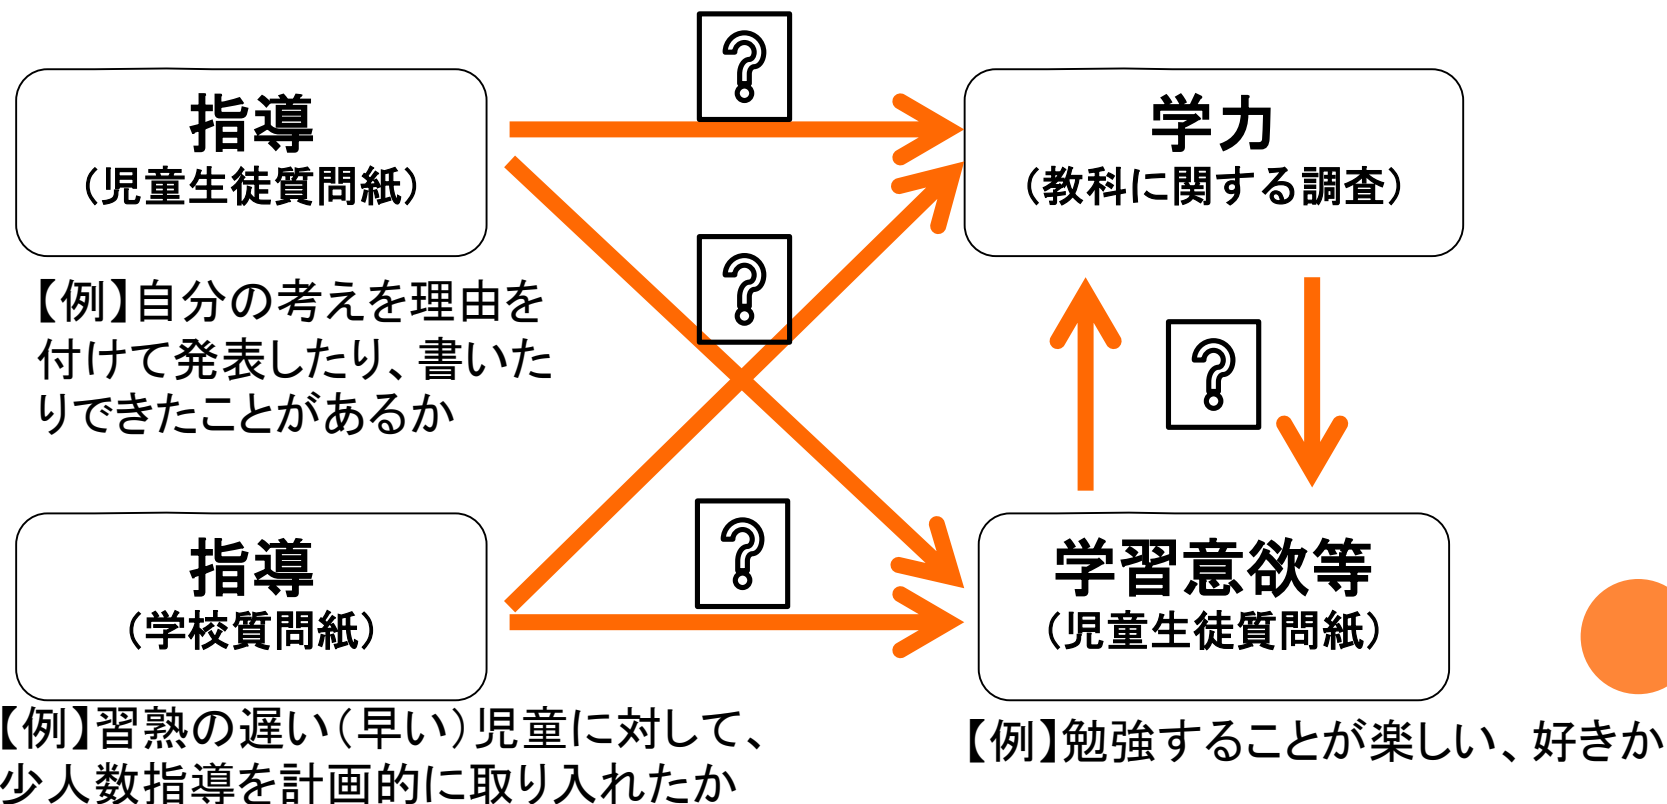 指導
（児童生徒質問紙）
?
学力
（教科に関する調査）
【例】自分の考えを理由を
付けて発表したり、書いた
りできたことがあるか
?
?
指導
（学校質問紙）
?
学習意欲等
（児童生徒質問紙）
【例】習熟の遅い（早い）児童に対して、
少人数指導を計画的に取り入れたか
【例】勉強することが楽しい、好きか